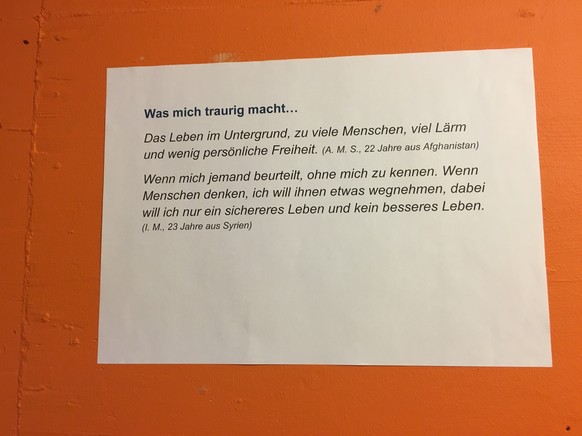 Was mich traurig macht...
Das Leben im Untergrund, zu viele Menschen, viel Lärm
und wenig persönliche Freiheit. (A. M. S., 22 Jahre aus Afghanistan)
Wenn mich jemand beurteilt, ohne mich zu kennen. Wenn
Menschen denken, ich will ihnen etwas wegnehmen, dabei
will ich nur ein sichereres Leben und kein besseres Leben.
(I. M., 23 Jahre aus Syrien)